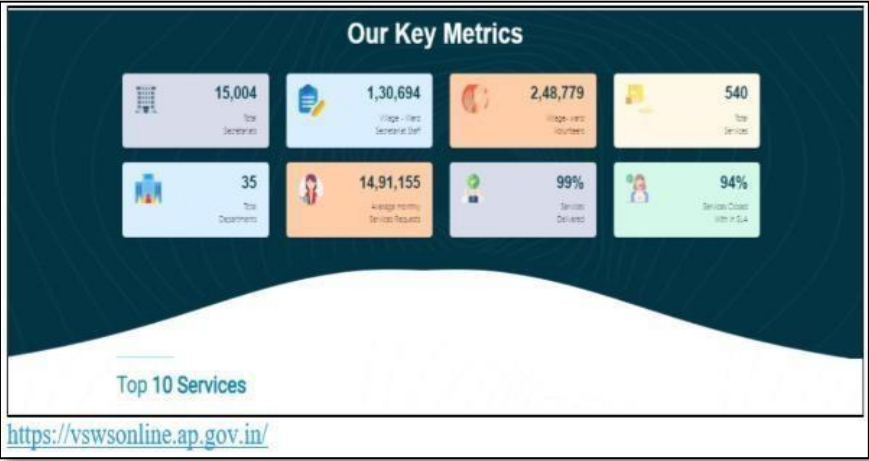 Our Key Metrics
15,004
Total
Secretariats
1,30,694
Village - Ward
Secretariat Staff
2,48,779
Village - Ward
Volunteers
540
Total
Services
35
Total
Departments
14,91,155
Average monthly
Services Requests
99%
Services
Delivered
94%
Services Closed
With in SLA
Top 10 Services
https://vswsonline.ap.gov.in/